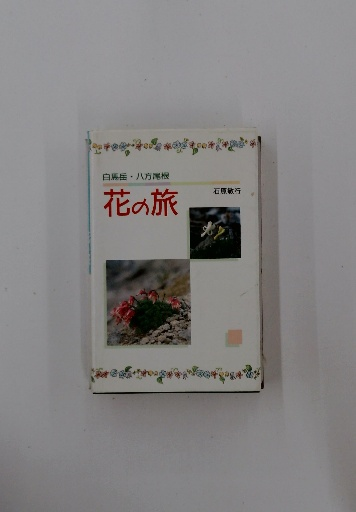 白馬岳・八方尾根
花の旅
石原敏行